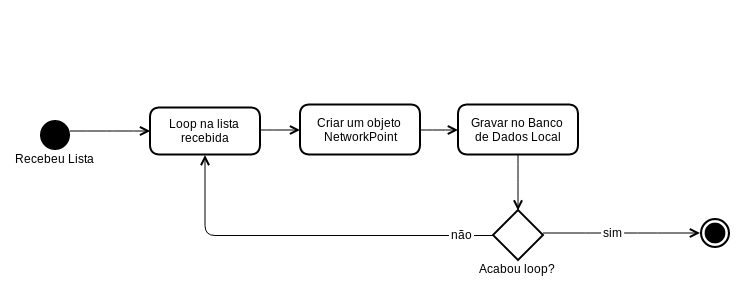 Recebeu Lista
Loop na lista
recebida
Criar um objeto
NetworkPoint
Gravar no Banco
de Dados Local
não
sim
Acabou loop?